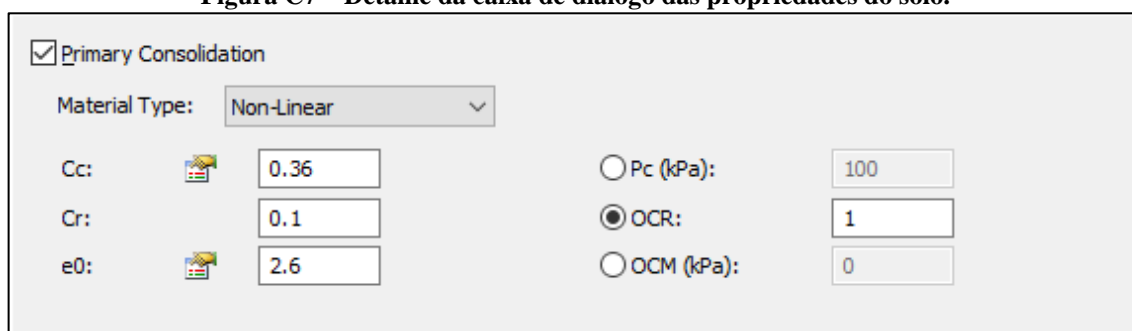 Figura C7 – Detalhe da caixa de diálogo das propriedades do solo.
Primary Consolidation
Material Type: Non-Linear
Cc: 0.36 Pc (kPa): 100
Cr: 0.1 OCR: 1
e0: 2.6 OCM (kPa): 0